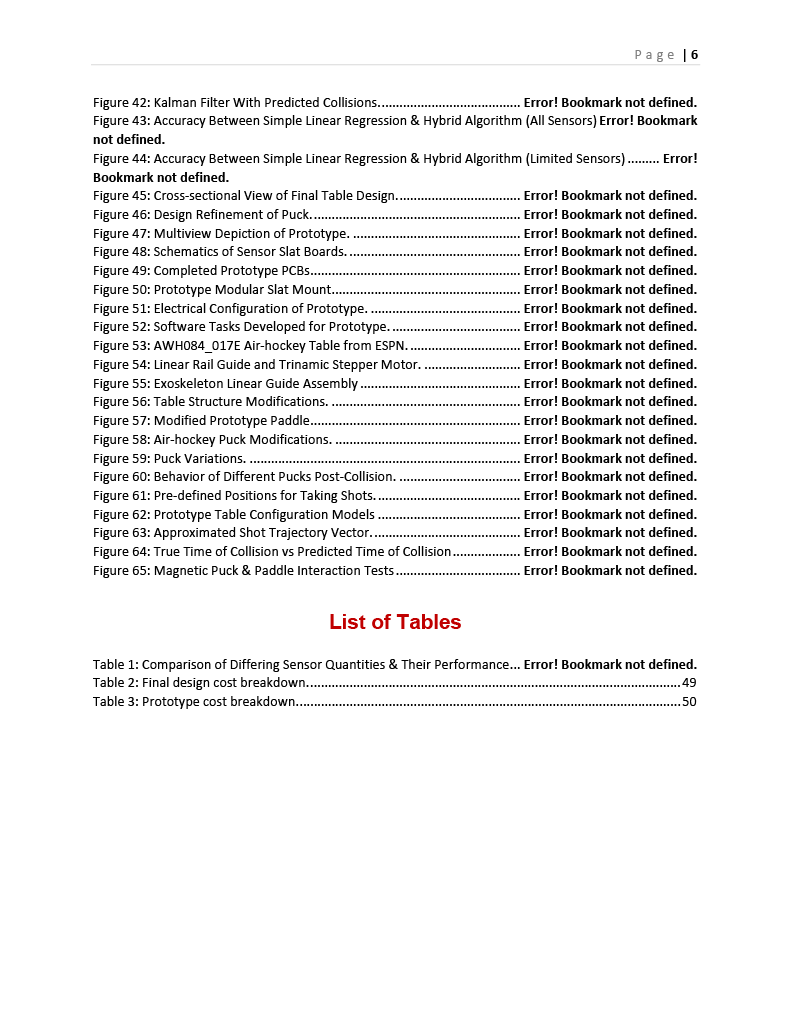 Page | 6
Figure 42: Kalman Filter With Predicted Collisions....................................... Error! Bookmark not defined.
Figure 43: Accuracy Between Simple Linear Regression & Hybrid Algorithm (All Sensors) Error! Bookmark
not defined.
Figure 44: Accuracy Between Simple Linear Regression & Hybrid Algorithm (Limited Sensors) ......... Error!
Bookmark not defined.
Figure 45: Cross-sectional View of Final Table Design................................... Error! Bookmark not defined.
Figure 46: Design Refinement of Puck........................................................... Error! Bookmark not defined.
Figure 47: Multiview Depiction of Prototype. ............................................... Error! Bookmark not defined.
Figure 48: Schematics of Sensor Slat Boards. ................................................ Error! Bookmark not defined.
Figure 49: Completed Prototype PCBs........................................................... Error! Bookmark not defined.
Figure 50: Prototype Modular Slat Mount..................................................... Error! Bookmark not defined.
Figure 51: Electrical Configuration of Prototype. .......................................... Error! Bookmark not defined.
Figure 52: Software Tasks Developed for Prototype. .................................... Error! Bookmark not defined.
Figure 53: AWH084_017E Air-hockey Table from ESPN. ............................... Error! Bookmark not defined.
Figure 54: Linear Rail Guide and Trinamic Stepper Motor. ........................... Error! Bookmark not defined.
Figure 55: Exoskeleton Linear Guide Assembly ............................................. Error! Bookmark not defined.
Figure 56: Table Structure Modifications. ..................................................... Error! Bookmark not defined.
Figure 57: Modified Prototype Paddle........................................................... Error! Bookmark not defined.
Figure 58: Air-hockey Puck Modifications. .................................................... Error! Bookmark not defined.
Figure 59: Puck Variations. ............................................................................ Error! Bookmark not defined.
Figure 60: Behavior of Different Pucks Post-Collision. .................................. Error! Bookmark not defined.
Figure 61: Pre-defined Positions for Taking Shots. ........................................ Error! Bookmark not defined.
Figure 62: Prototype Table Configuration Models ........................................ Error! Bookmark not defined.
Figure 63: Approximated Shot Trajectory Vector.......................................... Error! Bookmark not defined.
Figure 64: True Time of Collision vs Predicted Time of Collision................... Error! Bookmark not defined.
Figure 65: Magnetic Puck & Paddle Interaction Tests................................... Error! Bookmark not defined.
List of Tables
Table 1: Comparison of Differing Sensor Quantities & Their Performance... Error! Bookmark not defined.
Table 2: Final design cost breakdown..........................................................................................................49
Table 3: Prototype cost breakdown.............................................................................................................50